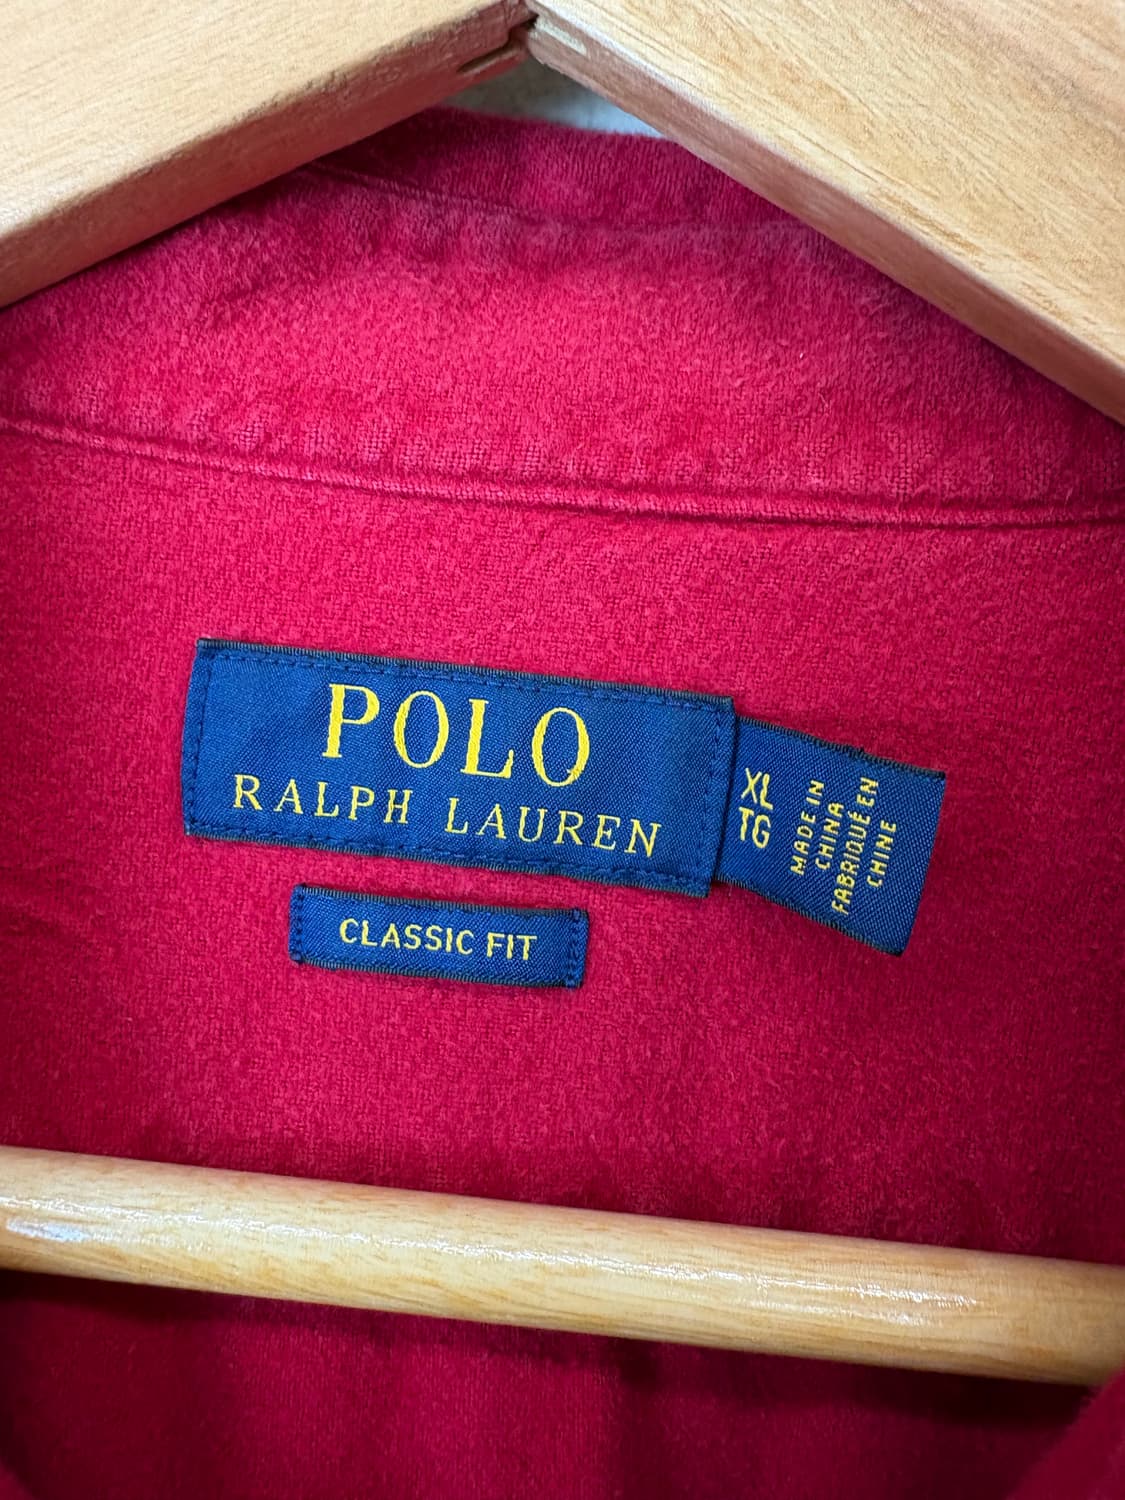 POLO
RALPH LAUREN
XL
TG
MADE IN
CHINA
FABRIQUÉ EN
CHINE
CLASSIC FIT